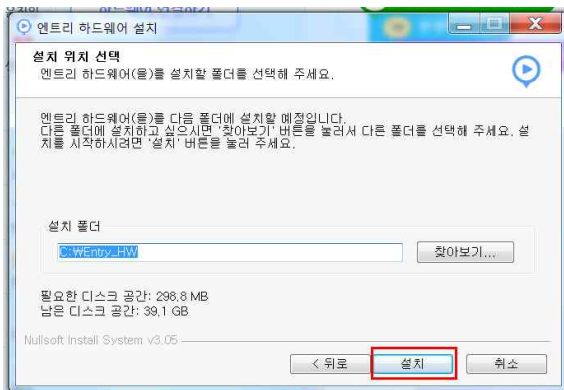 하드웨어 연결하기
엔트리 하드웨어 설치
설치 위치 선택
엔트리 하드웨어(을)를 설치할 폴더를 선택해 주세요.
엔트리 하드웨어(을)를 다음 폴더에 설치할 예정입니다.
다른 폴더에 설치하고 싶으시면 '찾아보기' 버튼을 눌러서 다른 폴더를 선택해 주세요. 설
치를 시작하시려면 '설치' 버튼을 눌러 주세요.
설치 폴더
C:₩Entry_HW
찾아보기...
필요한 디스크 공간: 298.8 MB
남은 디스크 공간: 39.1 GB
Nullsoft Install System v3.05
< 뒤로
설치
취소